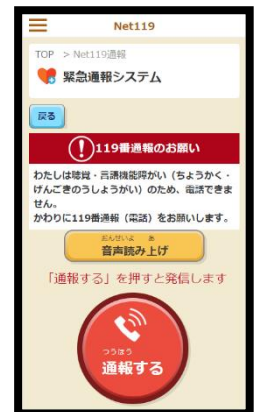 Net119
TOP > Net119通報
緊急通報システム
戻る
119番通報のお願い
わたしは聴覚・言語機能障がい（ちょうかく・
げんごきのうしょうがい）のため、電話できま
せん。
かわりに119番通報（電話）をお願いします。
おんせいよ あ
音声読み上げ
「通報する」を押すと発信します
つうほう
通報する